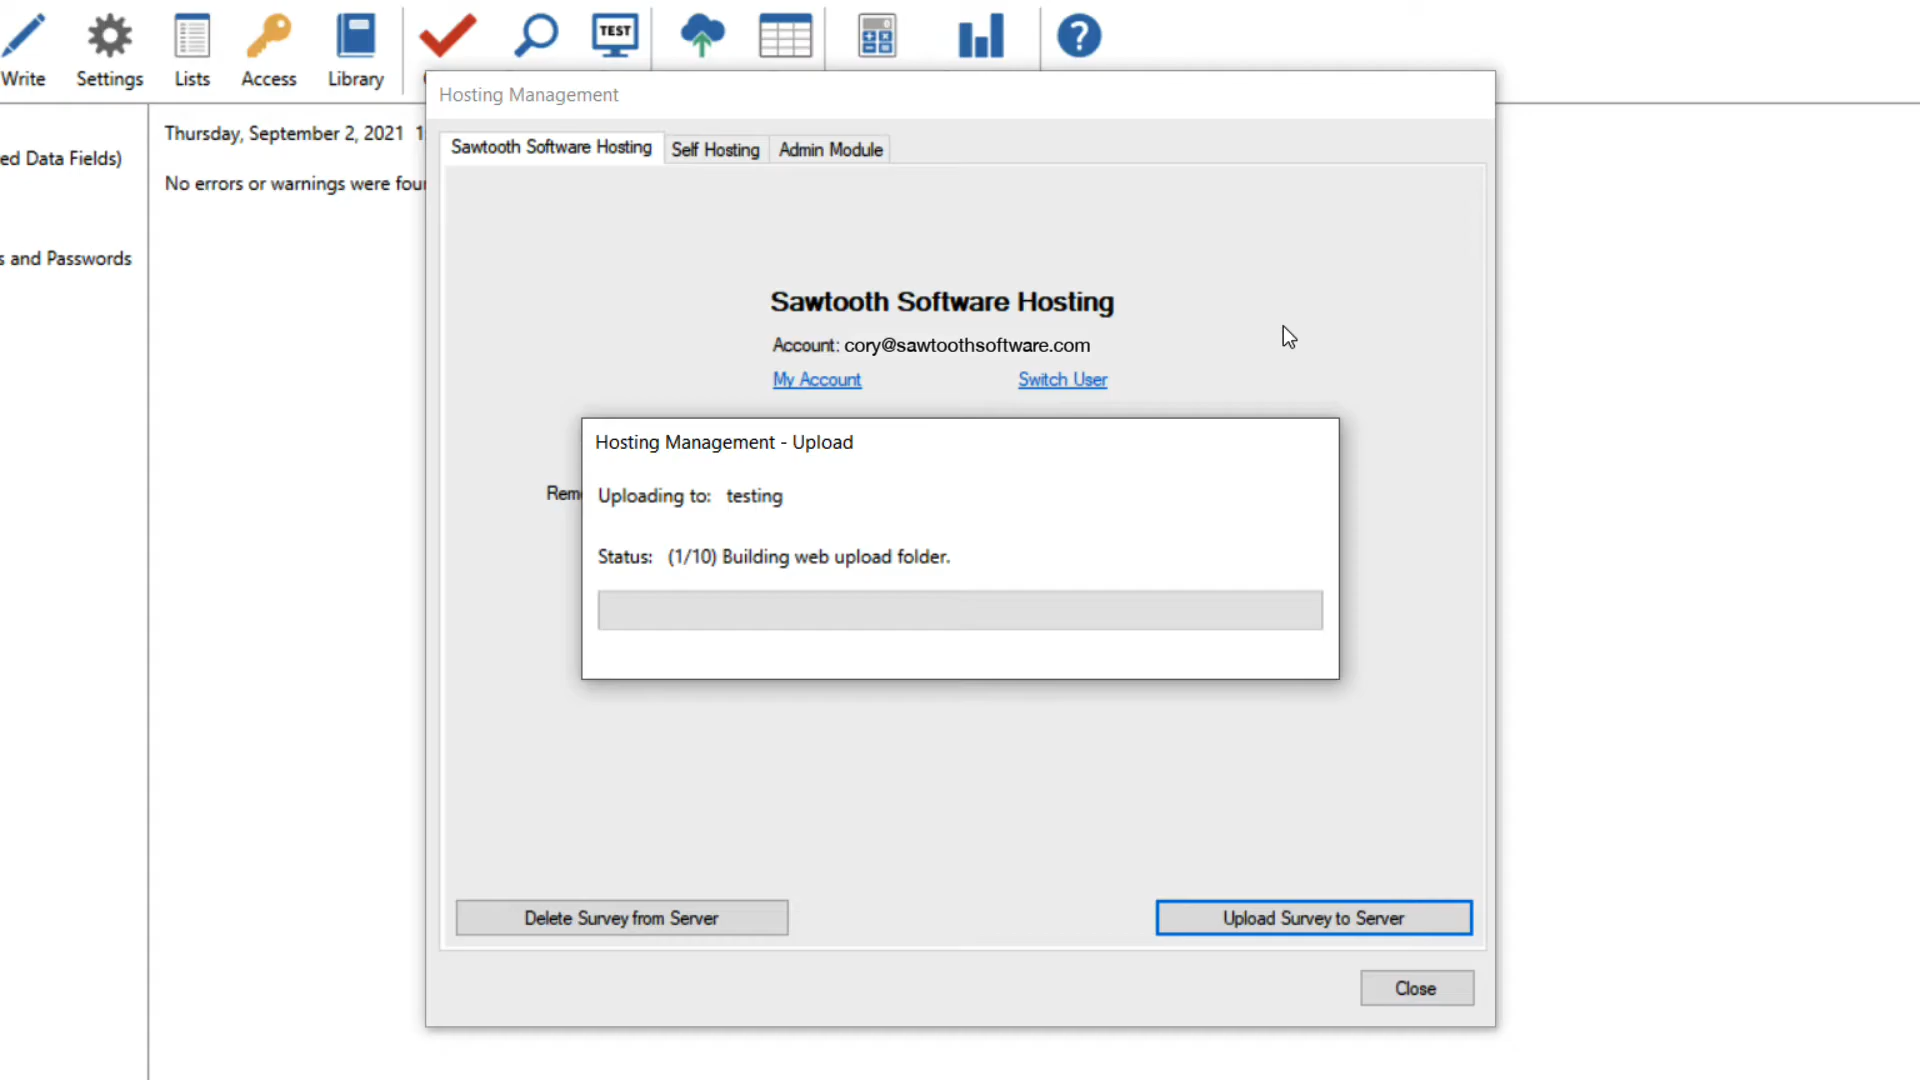 TEST
Write Settings Lists Access Library
Hosting Management
Thursday, September 2, 2021
Sawtooth Software Hosting Self Hosting Admin Module
ed Data Fields)
No errors or warnings were
s and Passwords
Sawtooth Software Hosting
Account: cory@sawtoothsoftware.com
My Account Switch User
Hosting Management - Upload
Uploading to: testing
Status: (1/10) Building web upload folder.
Delete Survey from Server Upload Survey to Server
Close